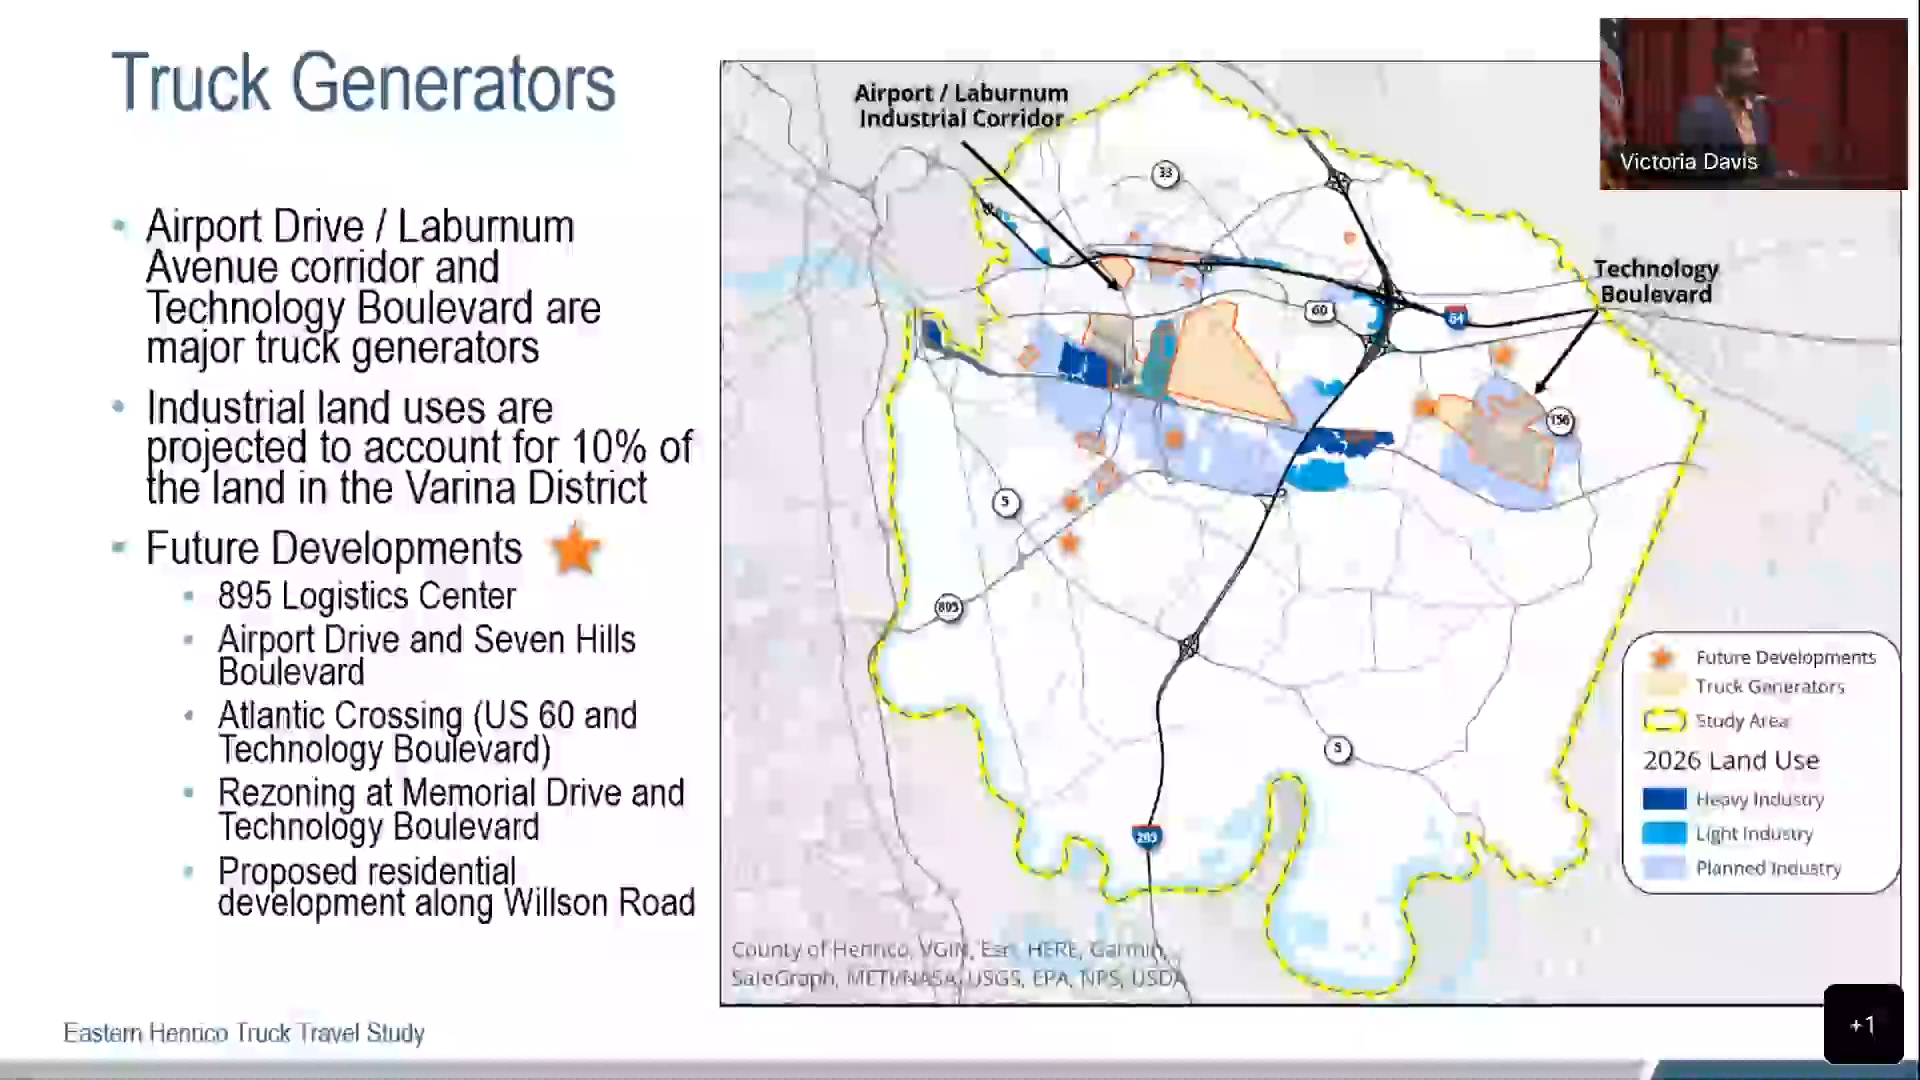 Truck Generators
Airport Drive / Laburnum
Avenue corridor and
Technology Boulevard are
major truck generators
Industrial land uses are
projected to account for 10% of
the land in the Varina District
Future Developments
895 Logistics Center
Airport Drive and Seven Hills
Boulevard
Atlantic Crossing (US 60 and
Technology Boulevard)
Rezoning at Memorial Drive and
Technology Boulevard
Proposed residential
development along Willson Road
Eastern Henrico Truck Travel Study
Airport / Laburnum
Industrial Corridor
33
Technology
Boulevard
60
64
156
5
895
5
295
Future Developments
Truck Generators
Study Area
2026 Land Use
Heavy Industry
Light Industry
Planned Industry
County of Henrico, VGIN, Esri, HERE, Garmin,
SafeGraph, METI/NASA, USGS, EPA, NPS, USDA
Victoria Davis
+1